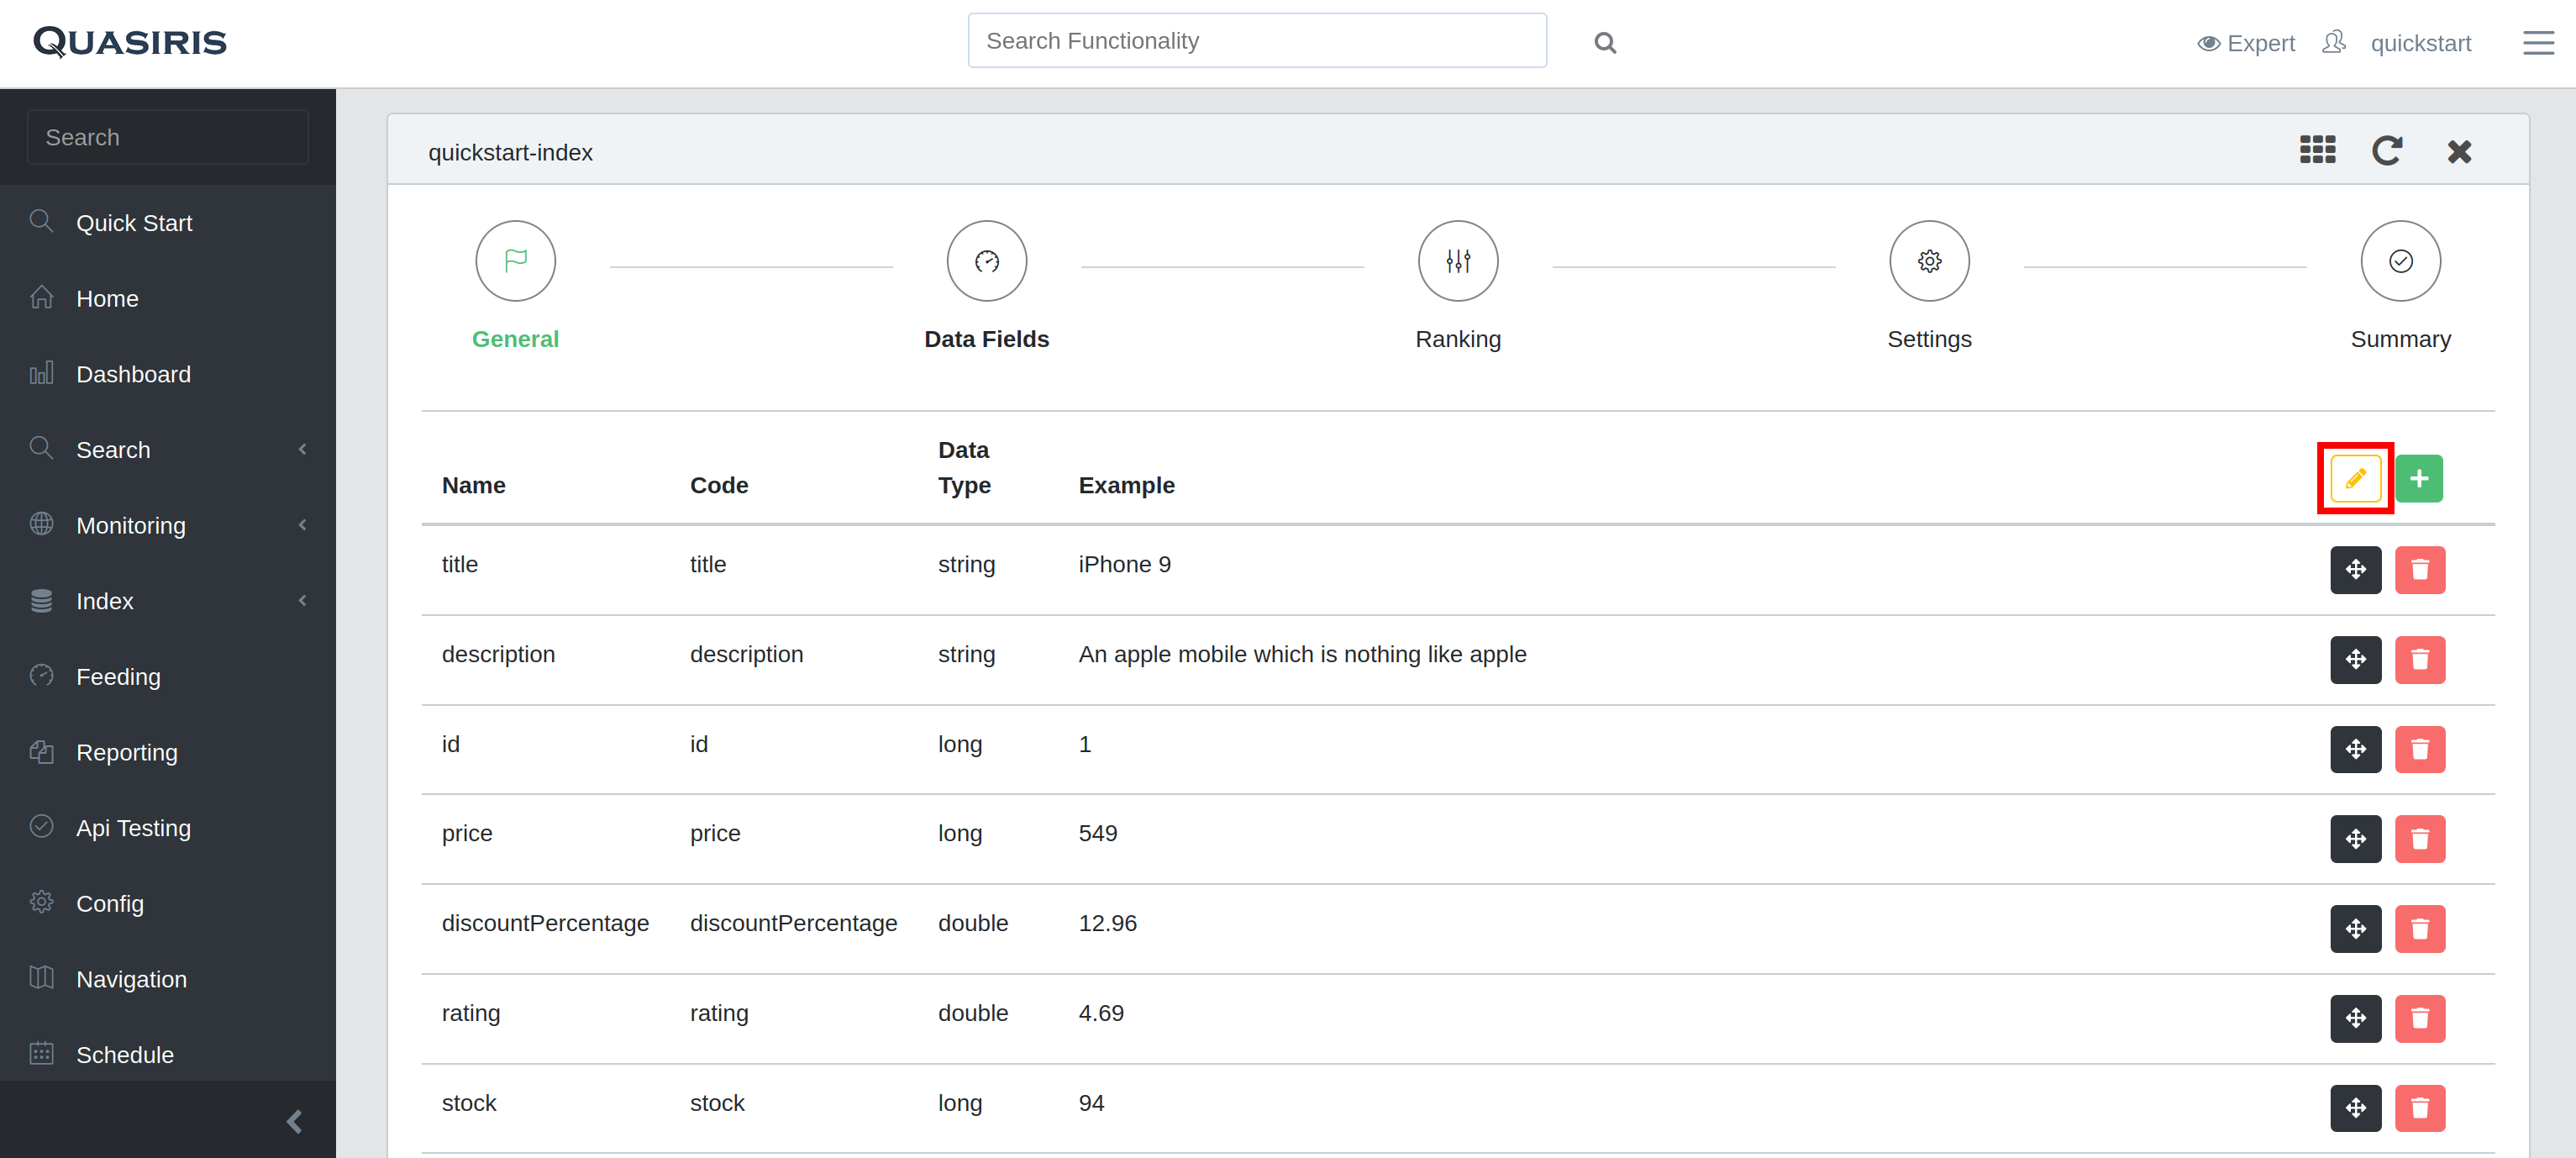 QUASIRIS
Search Functionality
Expert
quickstart
Search
Quick Start
Home
Dashboard
Search
Monitoring
Index
Feeding
Reporting
Api Testing
Config
Navigation
Schedule
quickstart-index
General
Data Fields
Ranking
Settings
Summary
Name Code Data Type Example
title title string iPhone 9
description description string An apple mobile which is nothing like apple
id id long 1
price price long 549
discountPercentage discountPercentage double 12.96
rating rating double 4.69
stock stock long 94